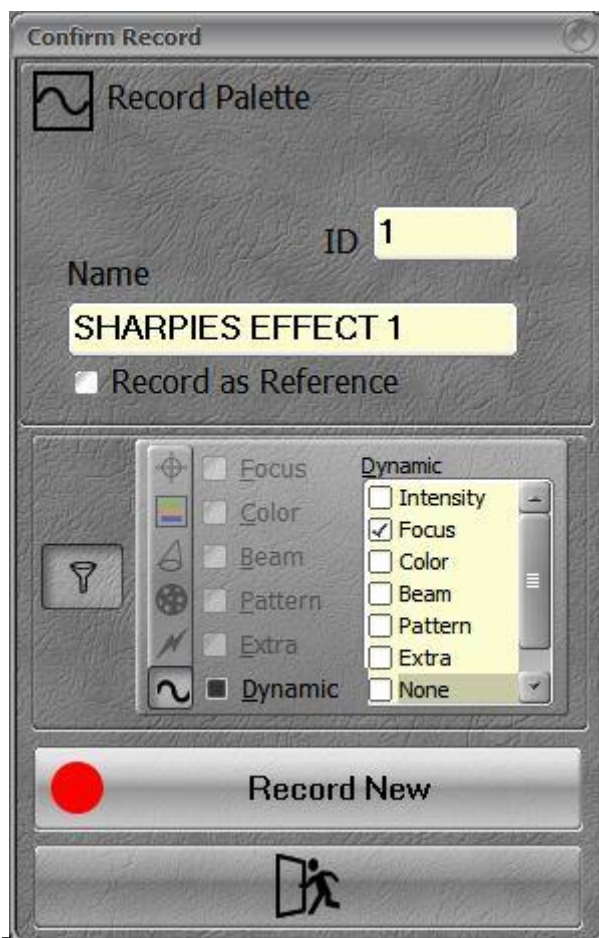 Confirm Record
Record Palette
ID 1
Name
SHARPIES EFFECT 1
Record as Reference
Focus
Color
Beam
Pattern
Extra
Dynamic
Dynamic
Intensity
Focus
Color
Beam
Pattern
Extra
None
Record New